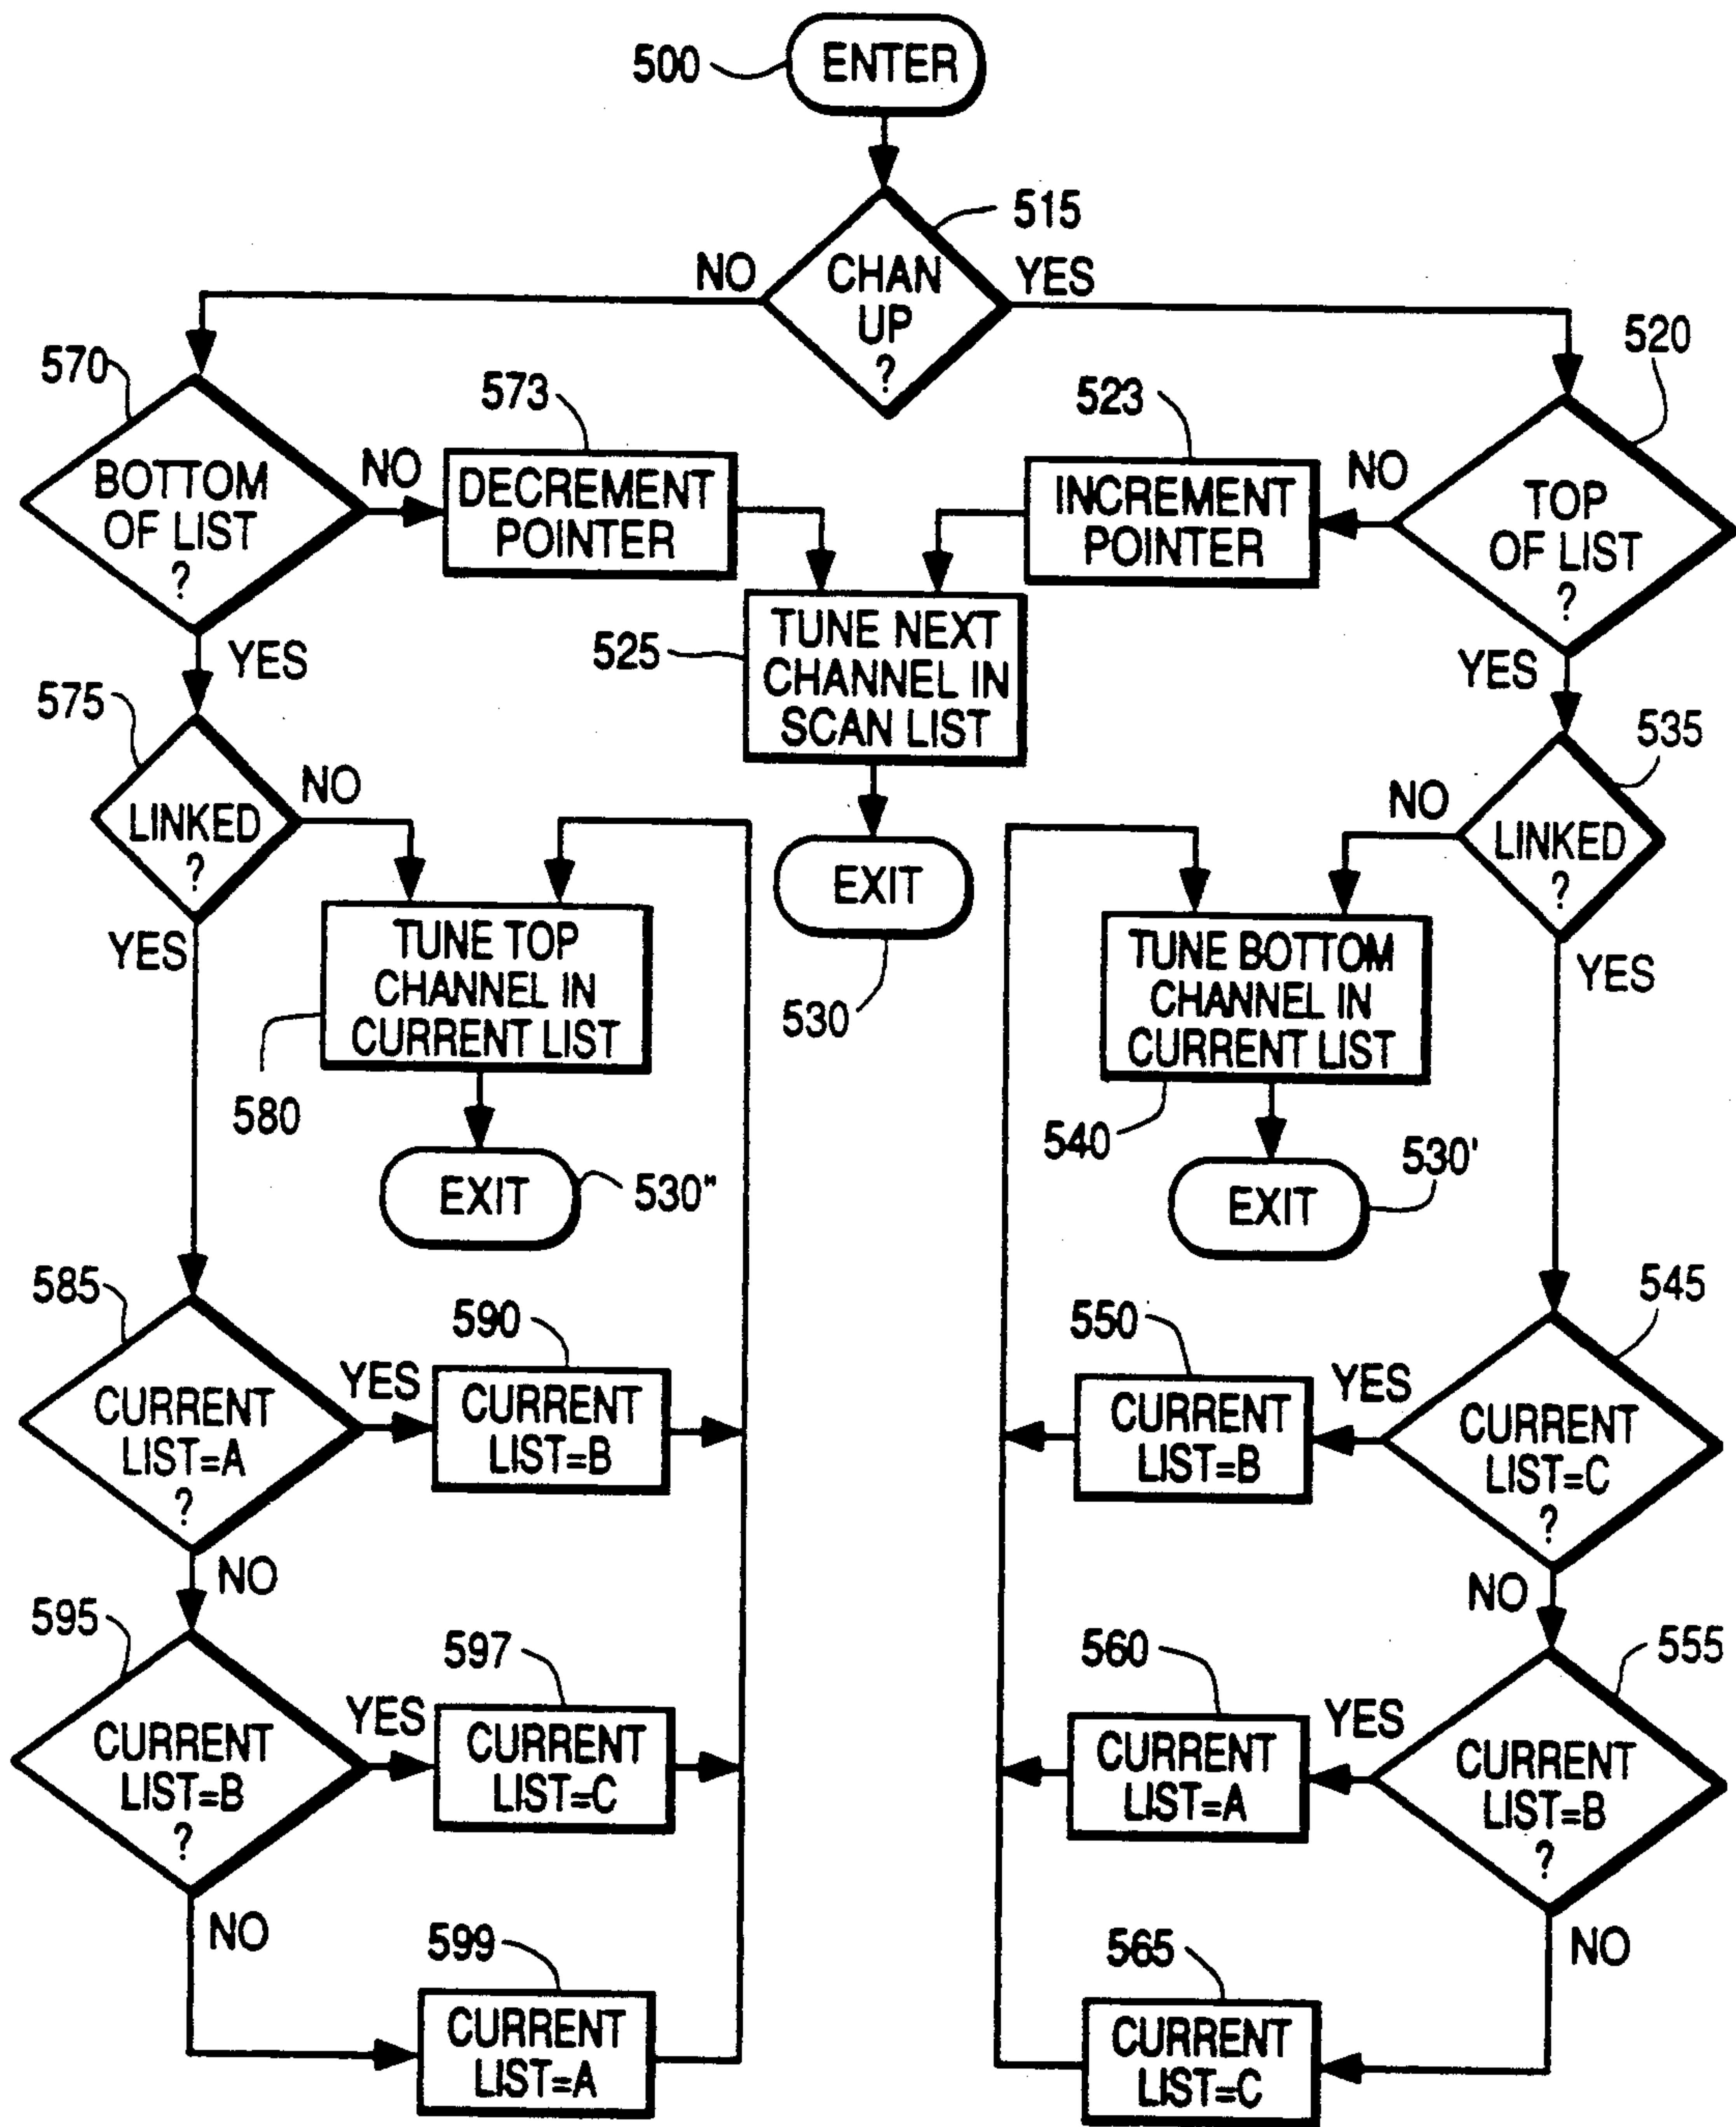 500
ENTER
515
NO
CHAN
UP
?
YES
570
BOTTOM
OF LIST
?
NO
573
DECREMENT
POINTER
523
INCREMENT
POINTER
NO
520
TOP
OF LIST
?
YES
525
TUNE NEXT
CHANNEL IN
SCAN LIST
YES
575
LINKED
?
NO
EXIT
530
NO
535
LINKED
?
YES
TUNE TOP
CHANNEL IN
CURRENT LIST
580
EXIT
530"
TUNE BOTTOM
CHANNEL IN
CURRENT LIST
540
EXIT
530'
YES
585
CURRENT
LIST=A
?
YES
590
CURRENT
LIST=B
550
CURRENT
LIST=B
YES
545
CURRENT
LIST=C
?
NO
NO
595
CURRENT
LIST=B
?
YES
597
CURRENT
LIST=C
560
CURRENT
LIST=A
YES
555
CURRENT
LIST=B
?
NO
599
CURRENT
LIST=A
565
CURRENT
LIST=C
NO